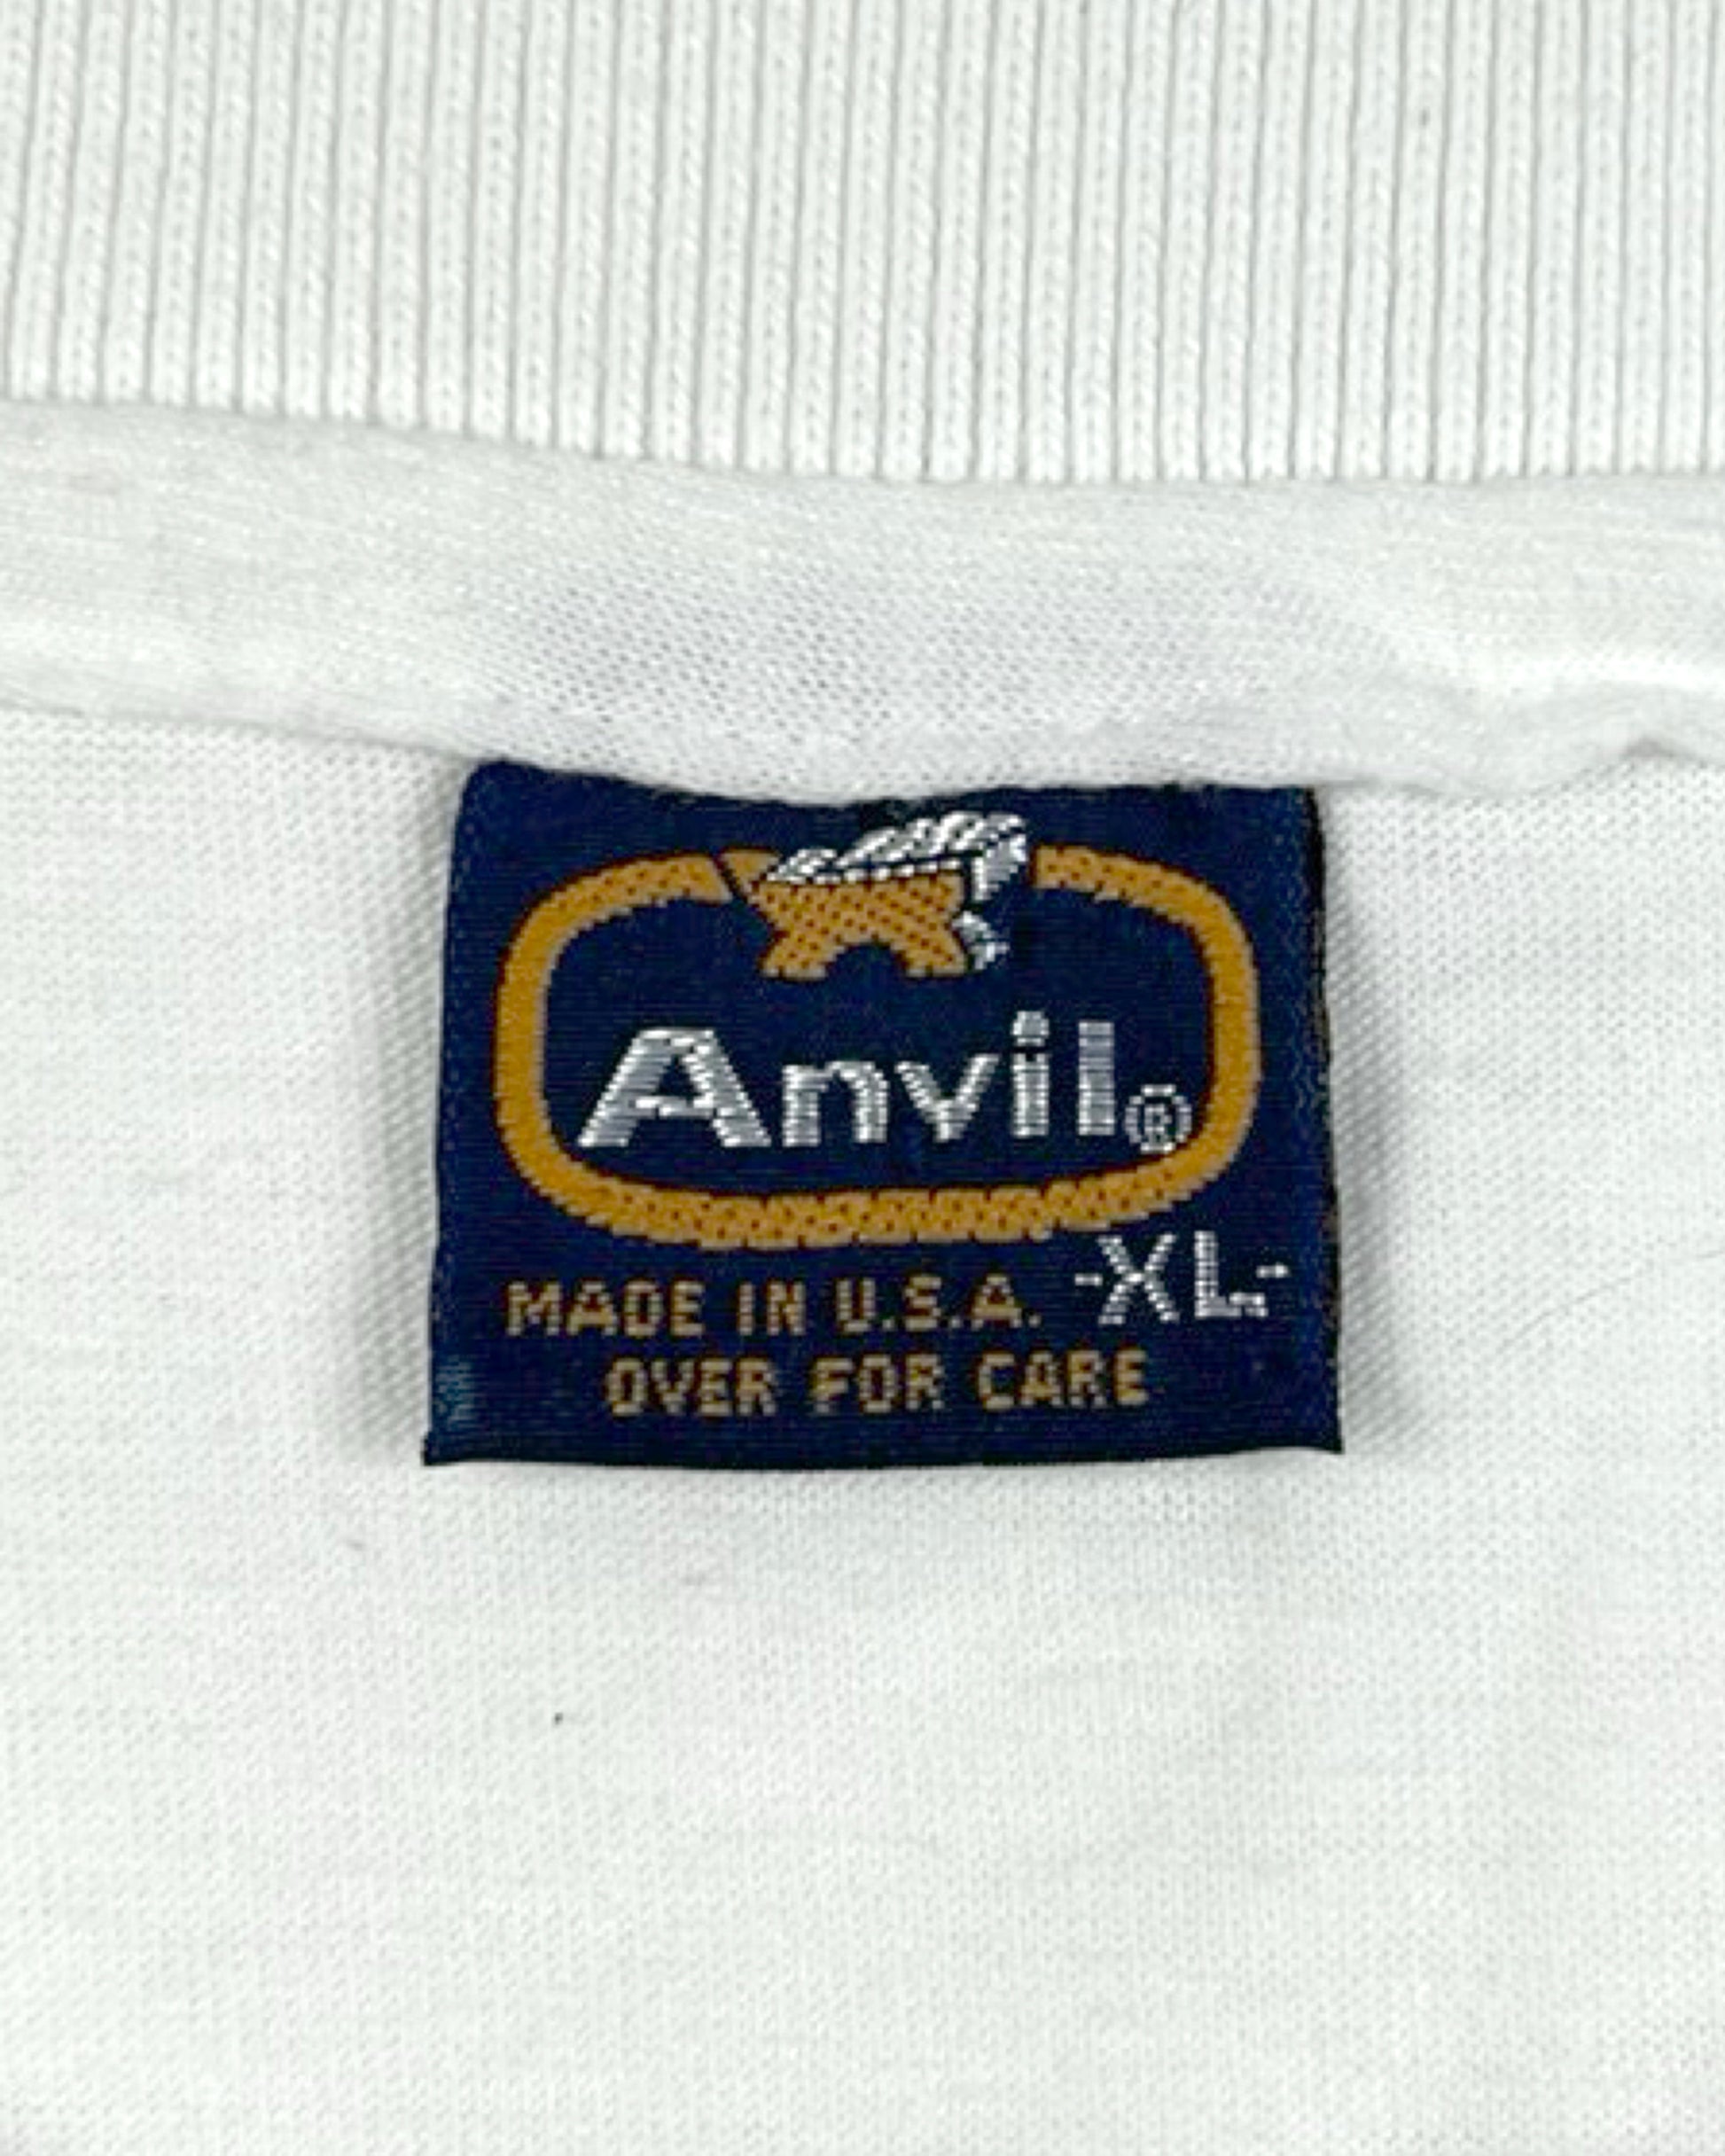 Anvil®
MADE IN U.S.A. -XL-
OVER FOR CARE